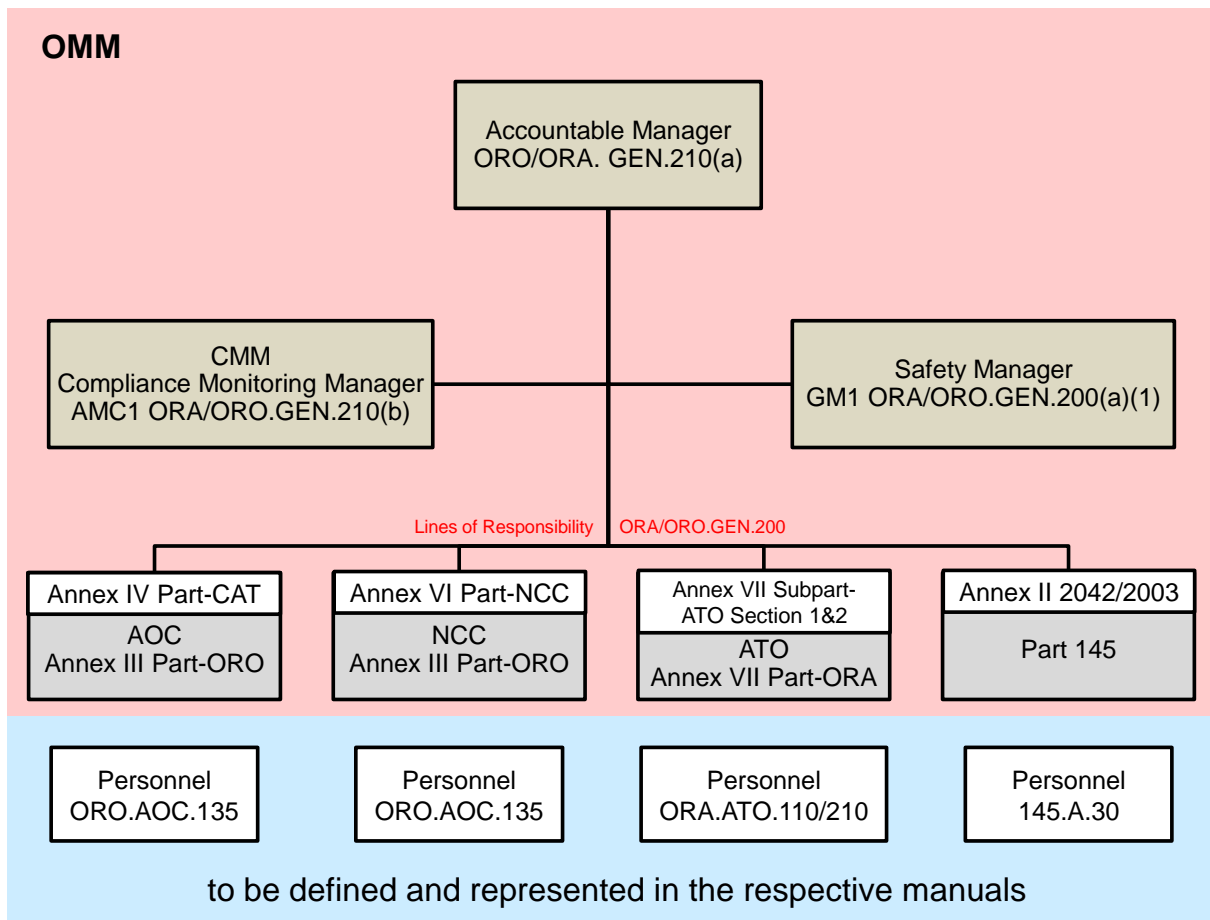 OMM
Accountable Manager
ORO/ORA. GEN.210(a)
CMM
Compliance Monitoring Manager
AMC1 ORA/ORO.GEN.210(b)
Safety Manager
GM1 ORA/ORO.GEN.200(a)(1)
Lines of Responsibility
ORA/ORO.GEN.200
Annex IV Part-CAT
AOC
Annex III Part-ORO
Annex VI Part-NCC
NCC
Annex III Part-ORO
Annex VII Subpart-
ATO Section 1&2
ATO
Annex VII Part-ORA
Annex II 2042/2003
Part 145
Personnel
ORO.AOC.135
Personnel
ORO.AOC.135
Personnel
ORA.ATO.110/210
Personnel
145.A.30
to be defined and represented in the respective manuals